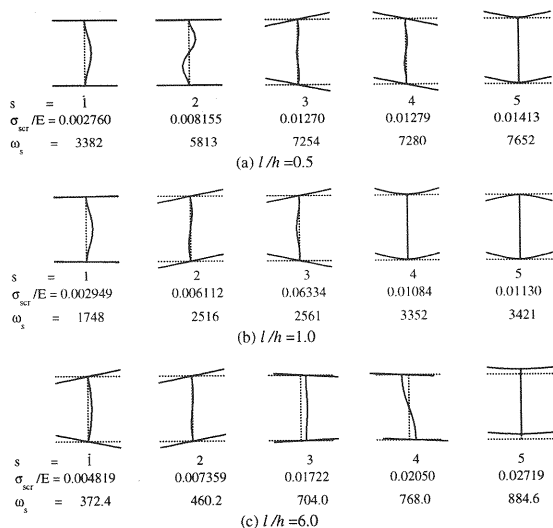 s = 1 2 3 4 5
σscr/E = 0.002760 0.008155 0.01270 0.01279 0.01413
ωs = 3382 5813 7254 7280 7652
(a) l/h =0.5
s = 1 2 3 4 5
σscr/E = 0.002949 0.006112 0.06334 0.01084 0.01130
ωs = 1748 2516 2561 3352 3421
(b) l/h =1.0
s = 1 2 3 4 5
σscr/E = 0.004819 0.007359 0.01722 0.02050 0.02719
ωs = 372.4 460.2 704.0 768.0 884.6
(c) l/h =6.0